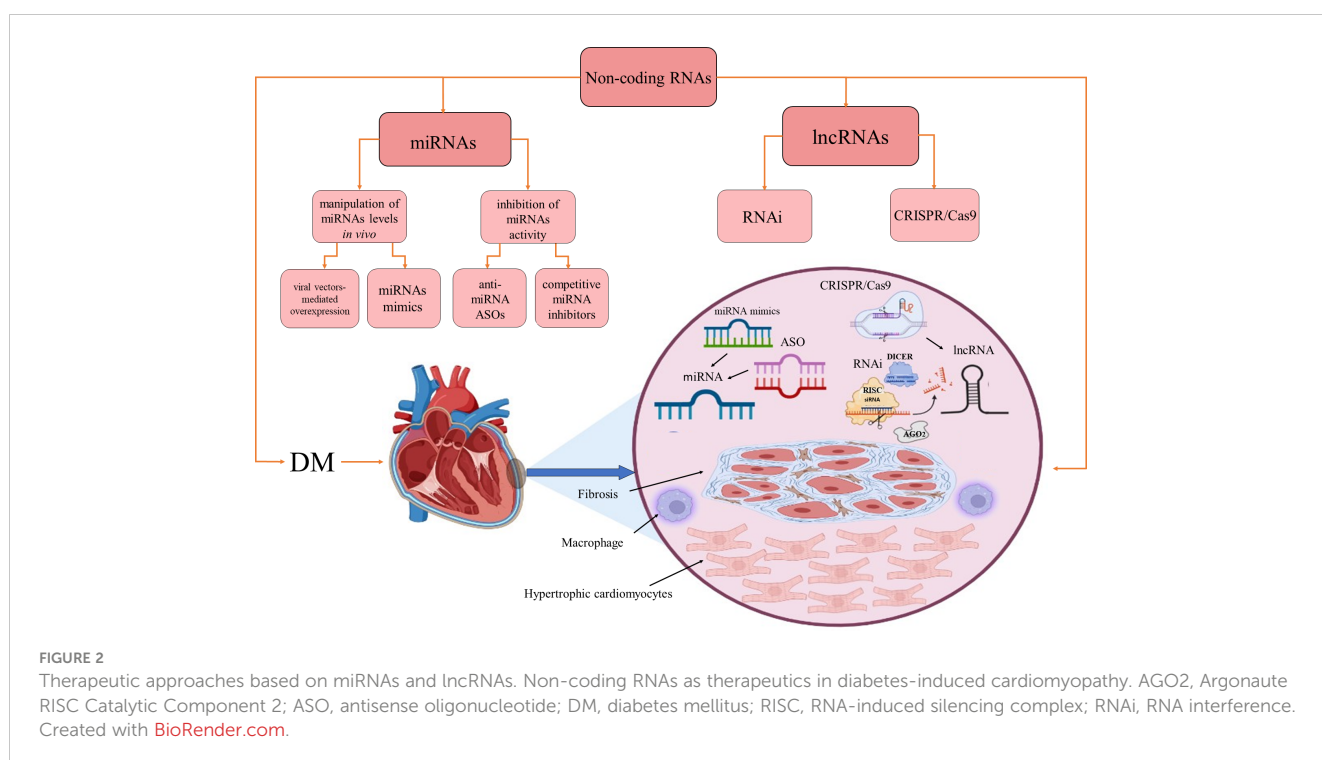 Non-coding RNAs
miRNAs
lncRNAs
manipulation of
miRNAs levels
in vivo
inhibition of
miRNAs
activity
RNAi
CRISPR/Cas9
viral vectors-
mediated
overexpression
miRNAs
mimics
anti-
miRNA
ASOs
competitive
miRNA
inhibitors
CRISPR/Cas9
miRNA mimics
ASO
miRNA
lncRNA
RNAi
DICER
RISC
siRNA
AGO2
DM
Fibrosis
Macrophage
Hypertrophic cardiomyocytes
FIGURE 2
Therapeutic approaches based on miRNAs and lncRNAs. Non-coding RNAs as therapeutics in diabetes-induced cardiomyopathy. AGO2, Argonaute
RISC Catalytic Component 2; ASO, antisense oligonucleotide; DM, diabetes mellitus; RISC, RNA-induced silencing complex; RNAi, RNA interference.
Created with BioRender.com.